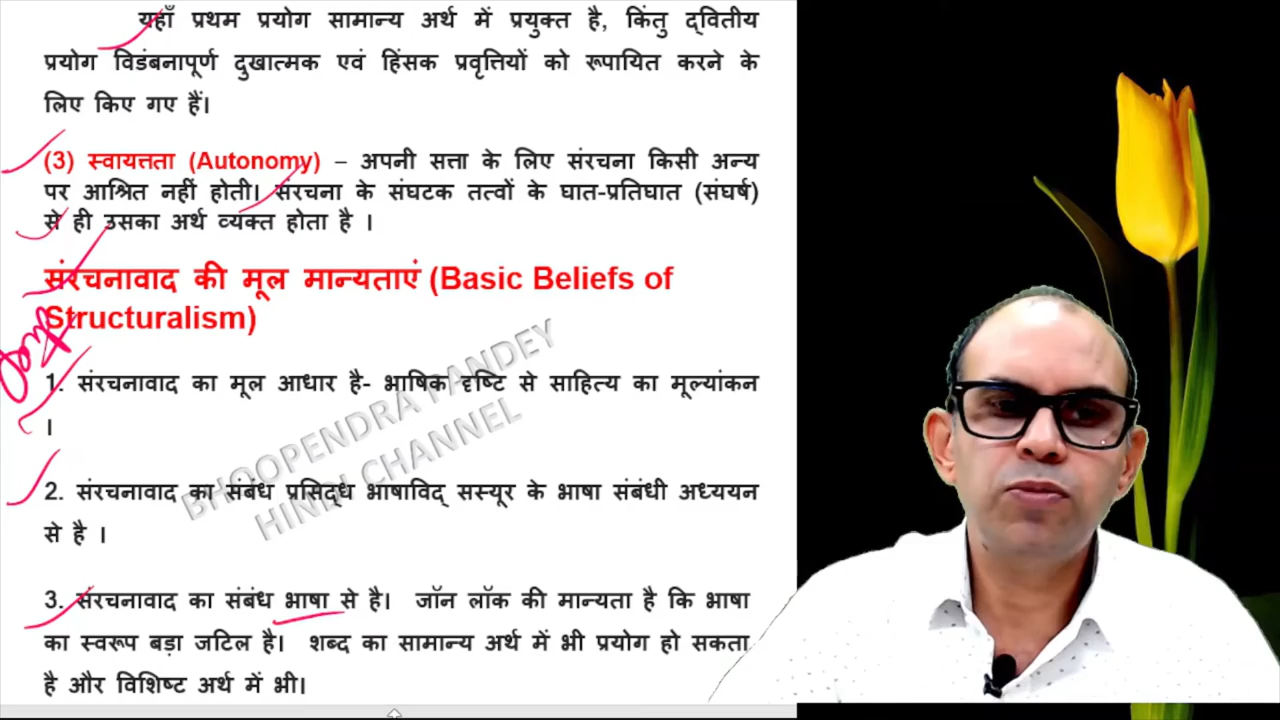 यहाँ प्रथम प्रयोग सामान्य अर्थ में प्रयुक्त है, किंतु द्वितीय
प्रयोग विडंबनापूर्ण दुखात्मक एवं हिंसक प्रवृत्तियों को रूपायित करने के
लिए किए गए हैं।
(3) स्वायत्तता (Autonomy) – अपनी सत्ता के लिए संरचना किसी अन्य
पर आश्रित नहीं होती। संरचना के संघटक तत्वों के घात-प्रतिघात (संघर्ष)
से ही उसका अर्थ व्यक्त होता है ।
संरचनावाद की मूल मान्यताएं (Basic Beliefs of
Structuralism)
1. संरचनावाद का मूल आधार है- भाषिक दृष्टि से साहित्य का मूल्यांकन
।
2. संरचनावाद का संबंध प्रसिद्ध भाषाविद् सस्यूर के भाषा संबंधी अध्ययन
से है ।
3. संरचनावाद का संबंध भाषा से है। जॉन लॉक की मान्यता है कि भाषा
का स्वरूप बड़ा जटिल है। शब्द का सामान्य अर्थ में भी प्रयोग हो सकता
है और विशिष्ट अर्थ में भी।
BHOOPENDRA PANDEY
HINDI CHANNEL